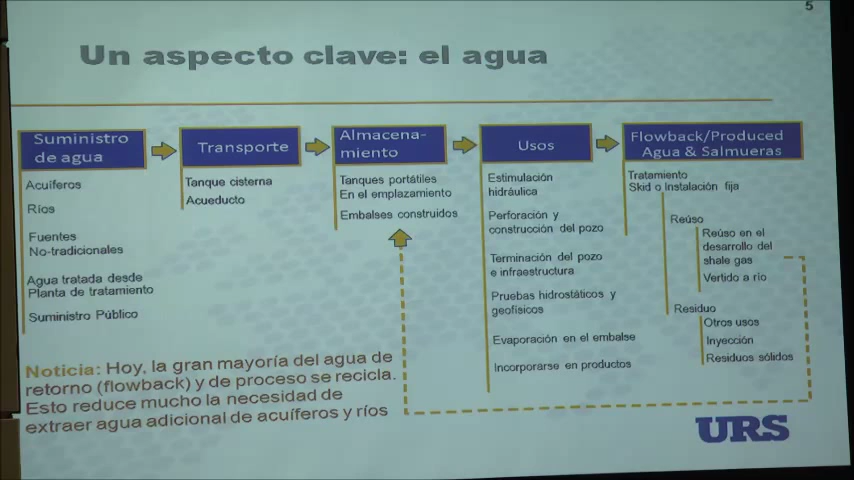 5
Un aspecto clave: el agua
Suministro
de agua
Acuíferos
Ríos
Fuentes
No-tradicionales
Agua tratada desde
Planta de tratamiento
Suministro Público
Transporte
Tanque cisterna
Acueducto
Almacena-
miento
Tanques portátiles
En el emplazamiento
Embalses construidos
Usos
Estimulación
hidráulica
Perforación y
construcción del pozo
Terminación del pozo
e infraestructura
Pruebas hidrostáticos y
geofísicos
Evaporación en el embalse
Incorporarse en productos
Flowback/Produced
Agua & Salmueras
Tratamiento
Skid o Instalación fija
Reúso
Reúso en el
desarrollo del
shale gas
Vertido a río
Residuo
Otros usos
Inyección
Residuos sólidos
Noticia: Hoy, la gran mayoría del agua de
retorno (flowback) y de proceso se recicla.
Esto reduce mucho la necesidad de
extraer agua adicional de acuíferos y ríos
URS